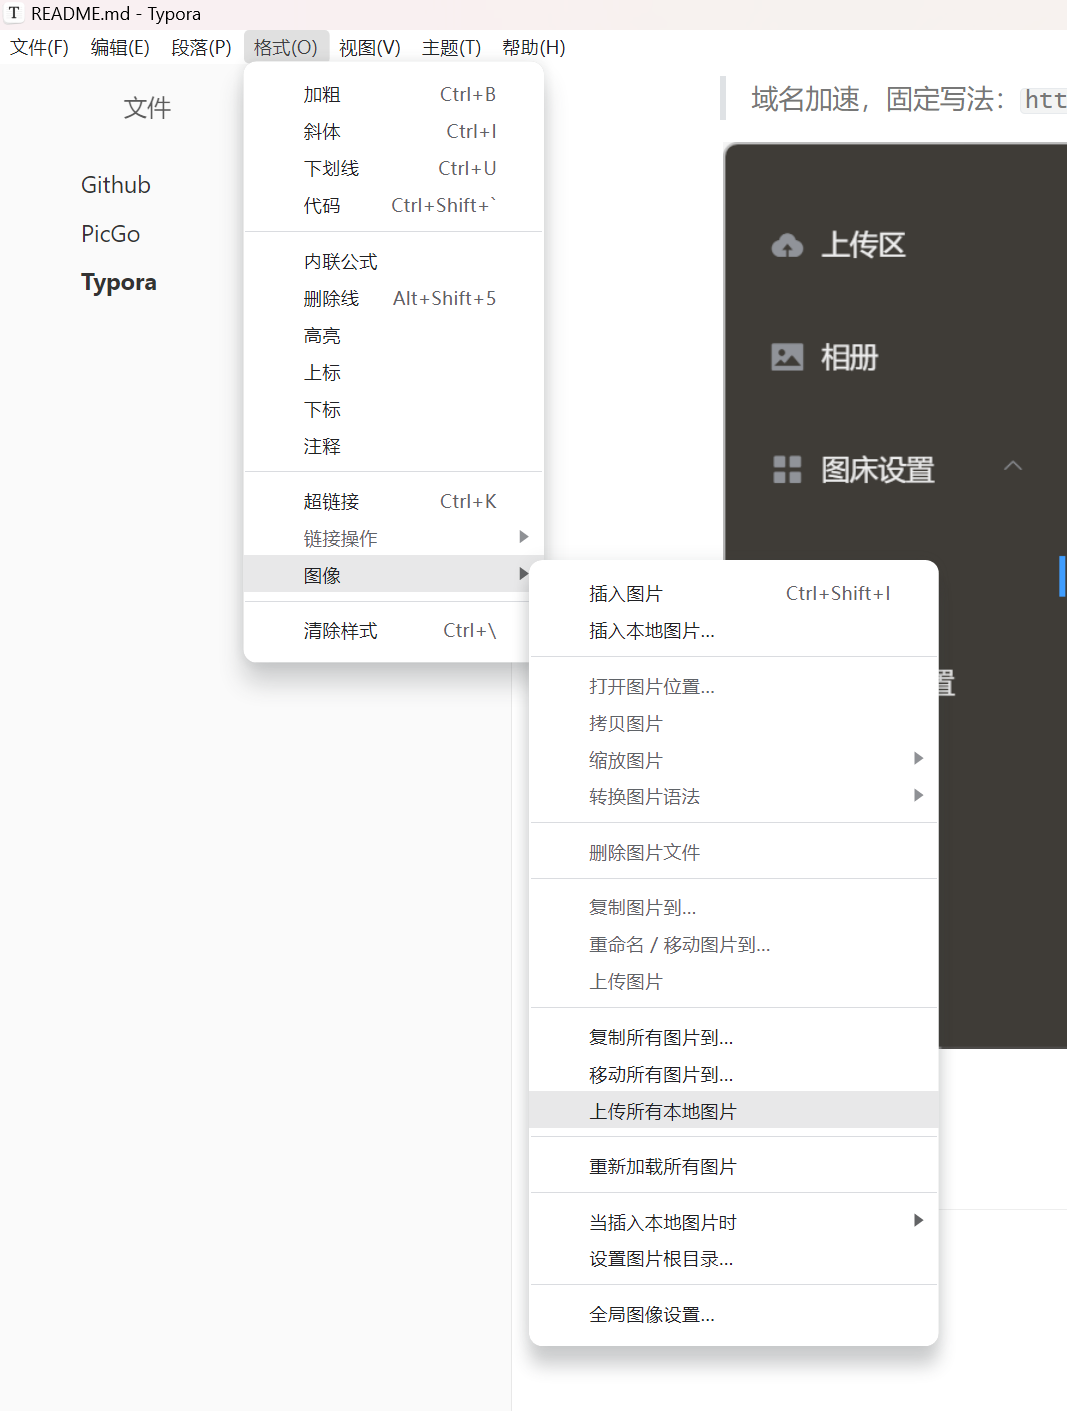 README.md - Typora
文件(F) 编辑(E) 段落(P) 格式(O) 视图(V) 主题(T) 帮助(H)
文件
Github
PicGo
Typora
加粗 Ctrl+B
斜体 Ctrl+I
下划线 Ctrl+U
代码 Ctrl+Shift+`
内联公式
删除线 Alt+Shift+5
高亮
上标
下标
注释
超链接 Ctrl+K
链接操作
图像
清除样式 Ctrl+\
插入图片 Ctrl+Shift+I
插入本地图片...
打开图片位置...
拷贝图片
缩放图片
转换图片语法
删除图片文件
复制图片到...
重命名 / 移动图片到...
上传图片
复制所有图片到...
移动所有图片到...
上传所有本地图片
重新加载所有图片
当插入本地图片时
设置图片根目录...
全局图像设置...
域名加速，固定写法： htt
上传区
相册
图床设置
置